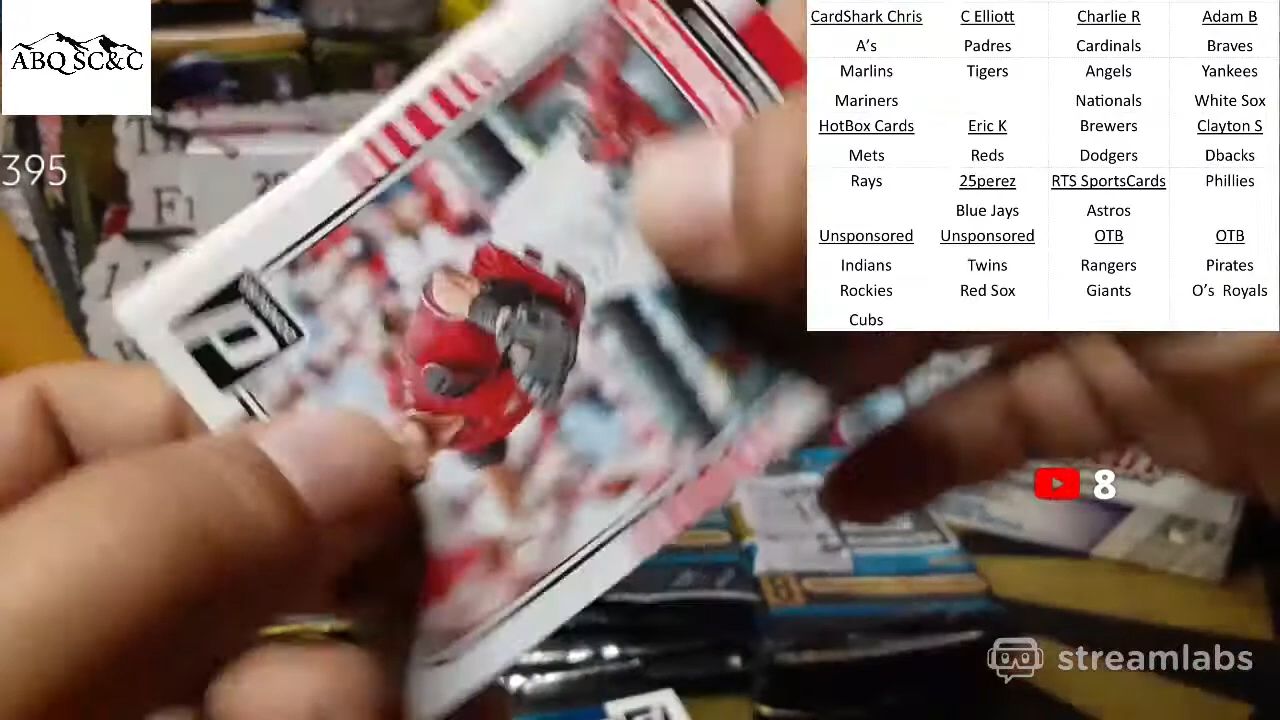 ABQ SC&C
395
CardShark Chris C Elliott Charlie R Adam B
A's Padres Cardinals Braves
Marlins Tigers Angels Yankees
Mariners Nationals White Sox
HotBox Cards Eric K Brewers Clayton S
Mets Reds Dodgers Dbacks
Rays 25perez RTS SportsCards Phillies
Blue Jays Astros
Unsponsored Unsponsored OTB OTB
Indians Twins Rangers Pirates
Rockies Red Sox Giants O's Royals
Cubs
8
streamlabs